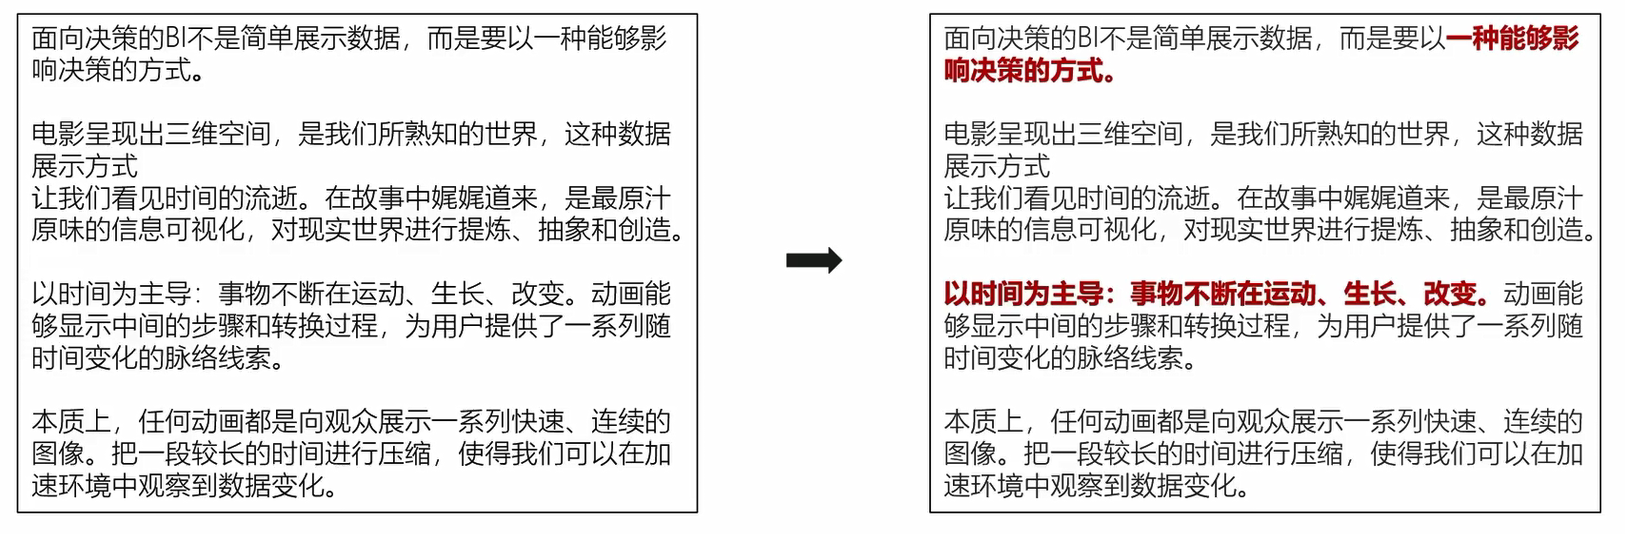 面向决策的BI不是简单展示数据，而是要以一种能够影
响决策的方式。
电影呈现出三维空间，是我们所熟知的世界，这种数据
展示方式
让我们看见时间的流逝。在故事中娓娓道来，是最原汁
原味的信息可视化，对现实世界进行提炼、抽象和创造。
以时间为主导：事物不断在运动、生长、改变。动画能
够显示中间的步骤和转换过程，为用户提供了一系列随
时间变化的脉络线索。
本质上，任何动画都是向观众展示一系列快速、连续的
图像。把一段较长的时间进行压缩，使得我们可以在加
速环境中观察到数据变化。
面向决策的BI不是简单展示数据，而是要以一种能够影
响决策的方式。
电影呈现出三维空间，是我们所熟知的世界，这种数据
展示方式
让我们看见时间的流逝。在故事中娓娓道来，是最原汁
原味的信息可视化，对现实世界进行提炼、抽象和创造。
以时间为主导：事物不断在运动、生长、改变。动画能
够显示中间的步骤和转换过程，为用户提供了一系列随
时间变化的脉络线索。
本质上，任何动画都是向观众展示一系列快速、连续的
图像。把一段较长的时间进行压缩，使得我们可以在加
速环境中观察到数据变化。